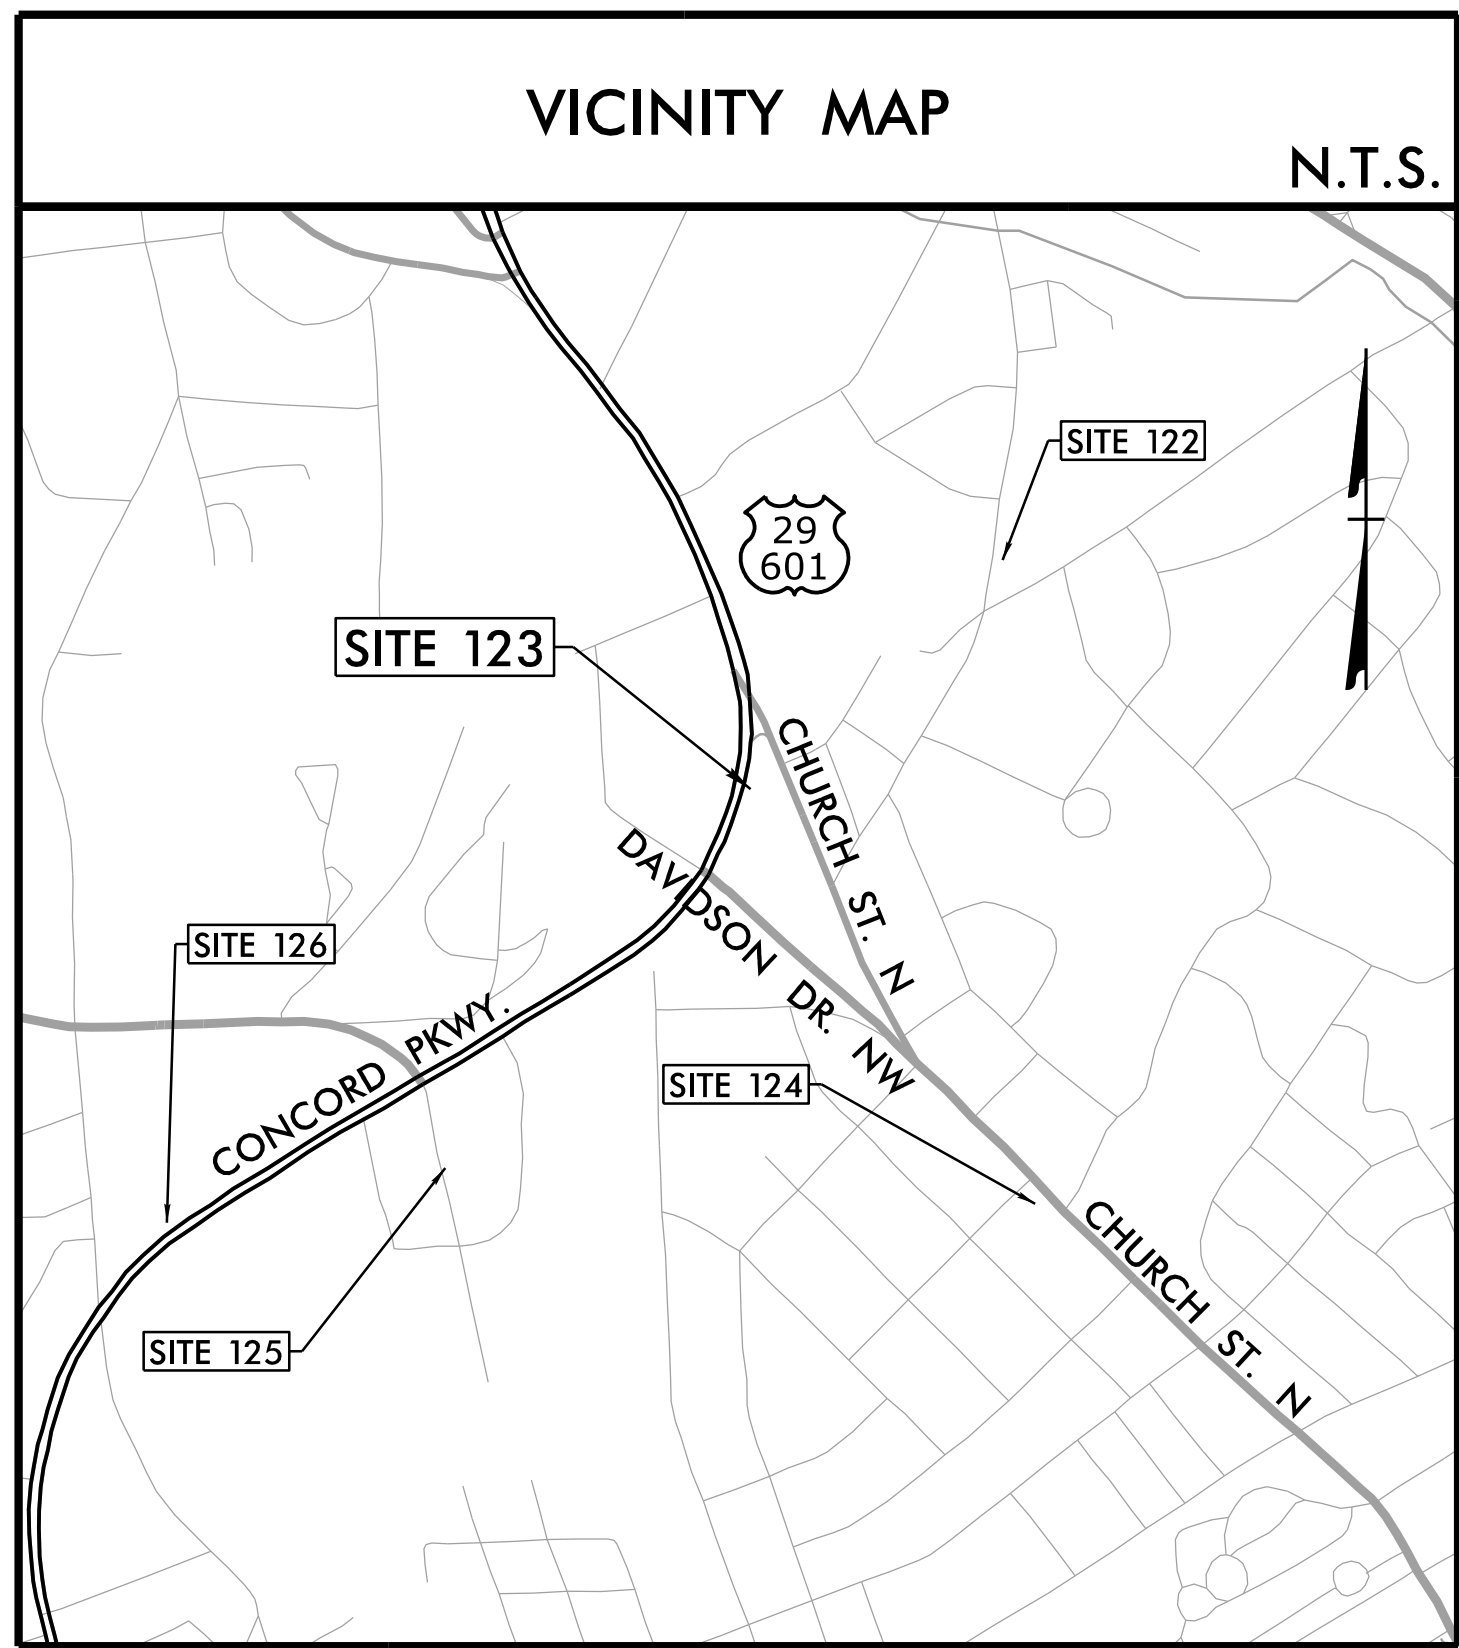 VICINITY MAP
N.T.S.
SITE 122
29
601
SITE 123
CHURCH ST. N
DAVIDSON DR. NW
SITE 126
CONCORD PKWY.
SITE 124
CHURCH ST. N
SITE 125